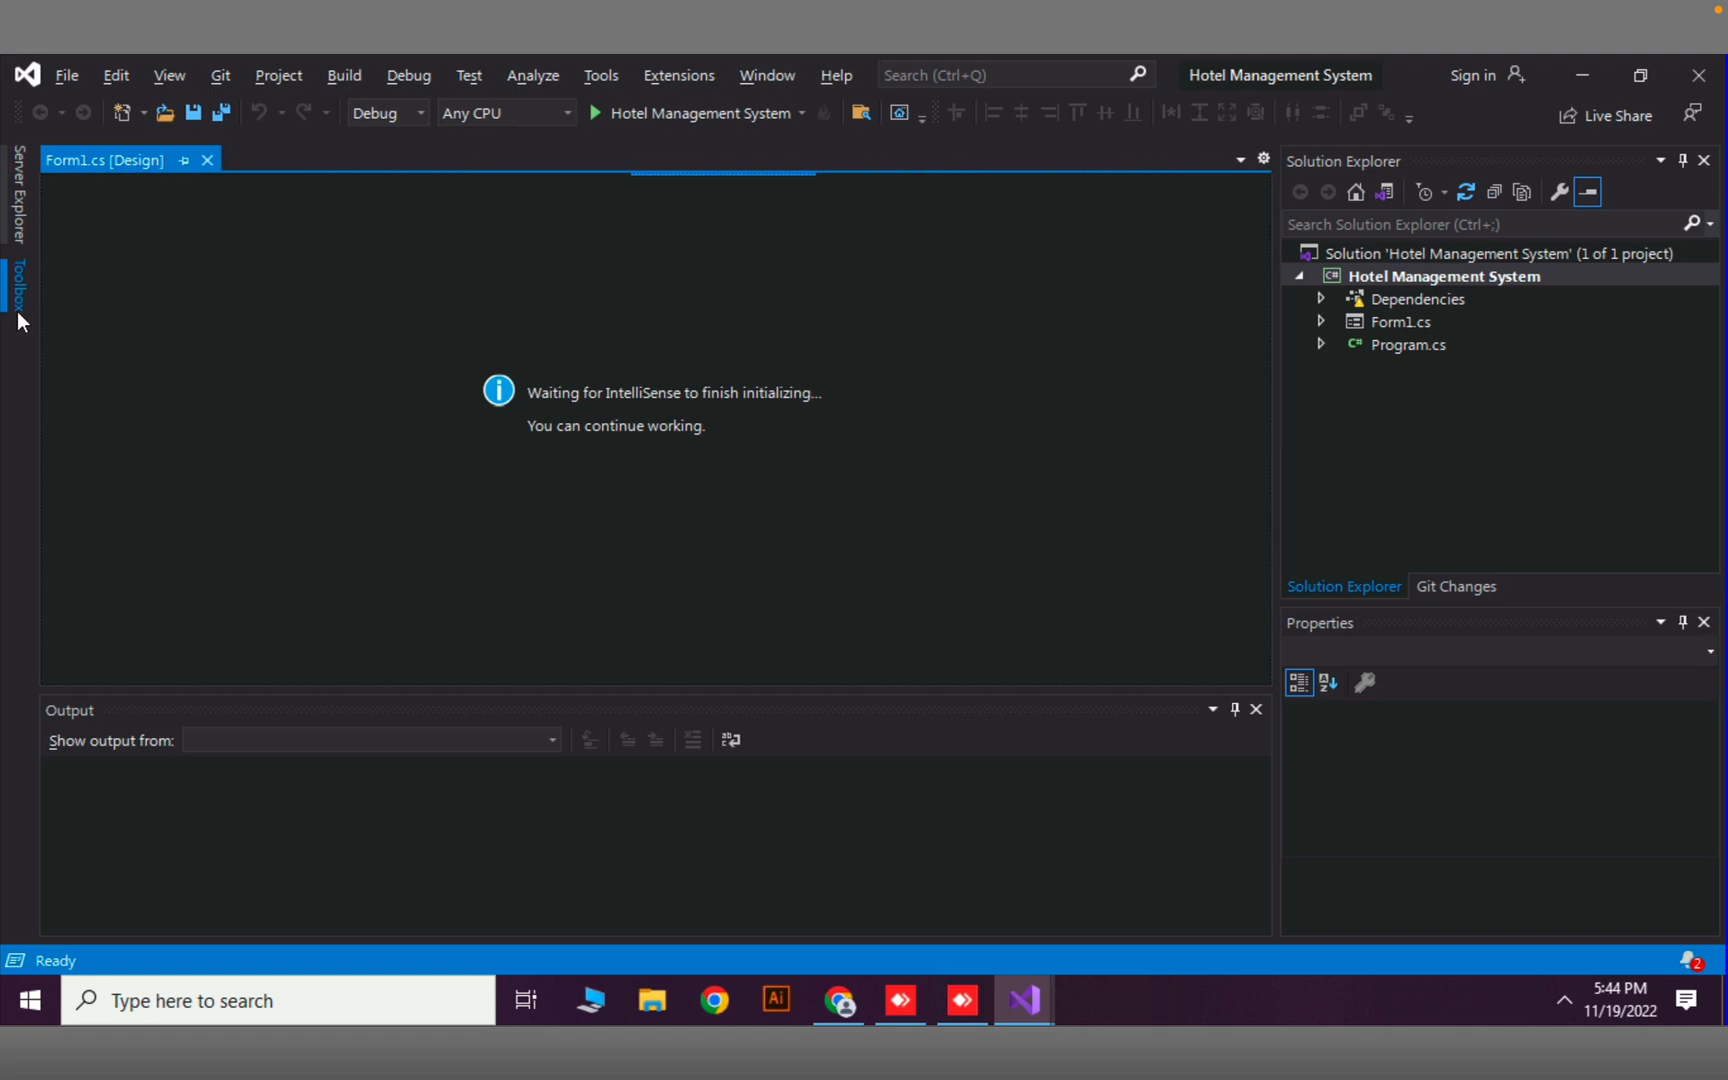 File Edit View Git Project Build Debug Test Analyze Tools Extensions Window Help Search (Ctrl+Q) Hotel Management System Sign in
Debug Any CPU Hotel Management System Live Share
Server Explorer
Toolbox
Form1.cs [Design]
Waiting for IntelliSense to finish initializing...
You can continue working.
Output
Show output from:
Solution Explorer
Search Solution Explorer (Ctrl+;)
Solution 'Hotel Management System' (1 of 1 project)
C# Hotel Management System
Dependencies
Form1.cs
C# Program.cs
Solution Explorer Git Changes
Properties
Ready
2
Type here to search
Ai
5:44 PM
11/19/2022